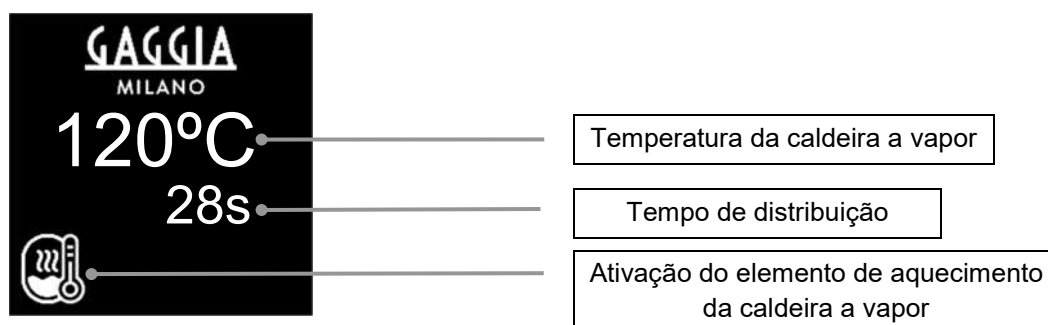 GAGGIA
MILANO
120ºC
Temperatura da caldeira a vapor
28s
Tempo de distribuição
Ativação do elemento de aquecimento
da caldeira a vapor